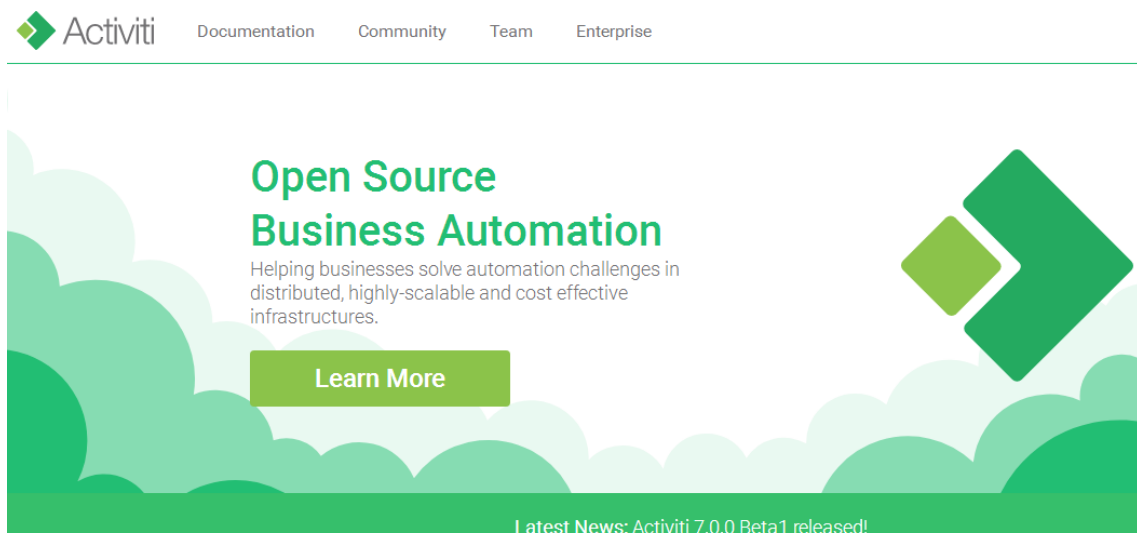 Activiti Documentation Community Team Enterprise
Open Source
Business Automation
Helping businesses solve automation challenges in
distributed, highly-scalable and cost effective
infrastructures.
Learn More
Latest News: Activiti 7.0.0 Beta1 released!